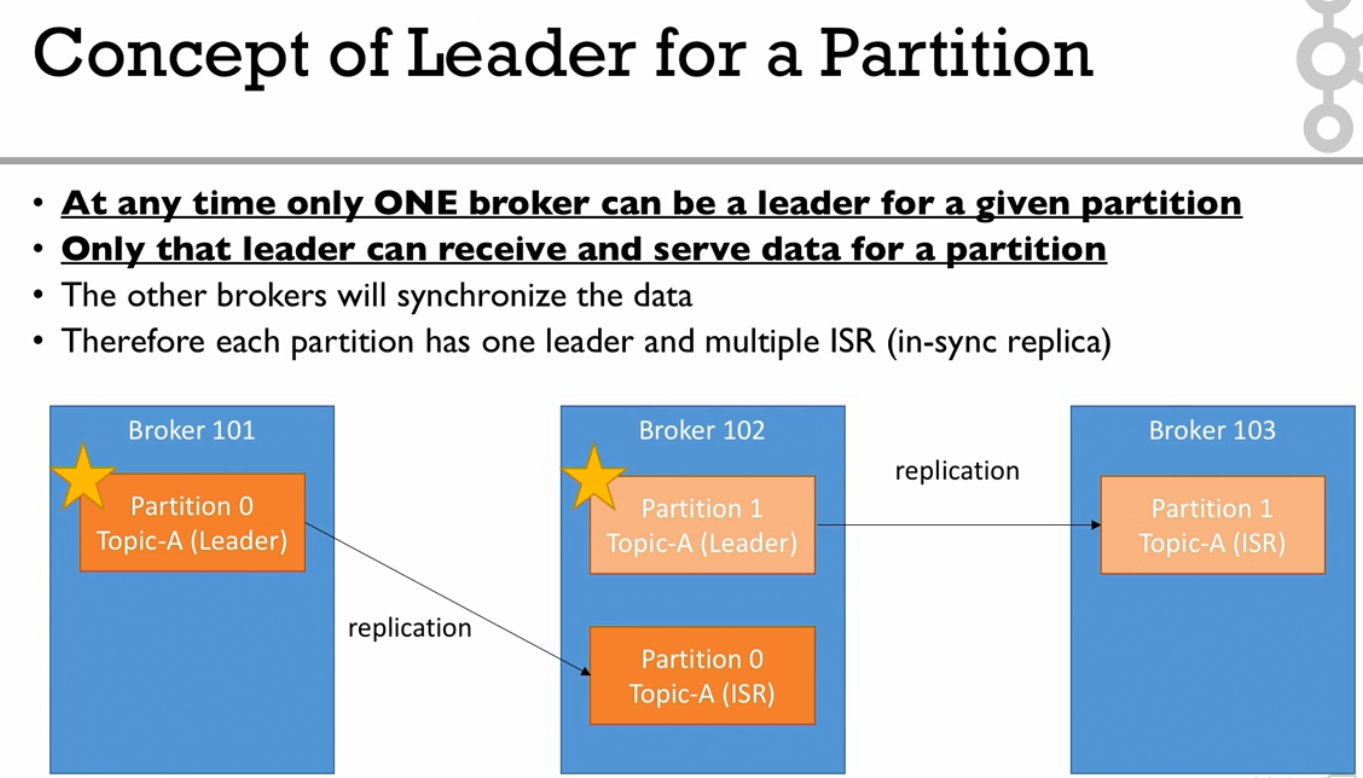 Concept of Leader for a Partition
• At any time only ONE broker can be a leader for a given partition
• Only that leader can receive and serve data for a partition
• The other brokers will synchronize the data
• Therefore each partition has one leader and multiple ISR (in-sync replica)
Broker 101
Partition 0
Topic-A (Leader)
replication
Broker 102
Partition 1
Topic-A (Leader)
Partition 0
Topic-A (ISR)
replication
Broker 103
Partition 1
Topic-A (ISR)